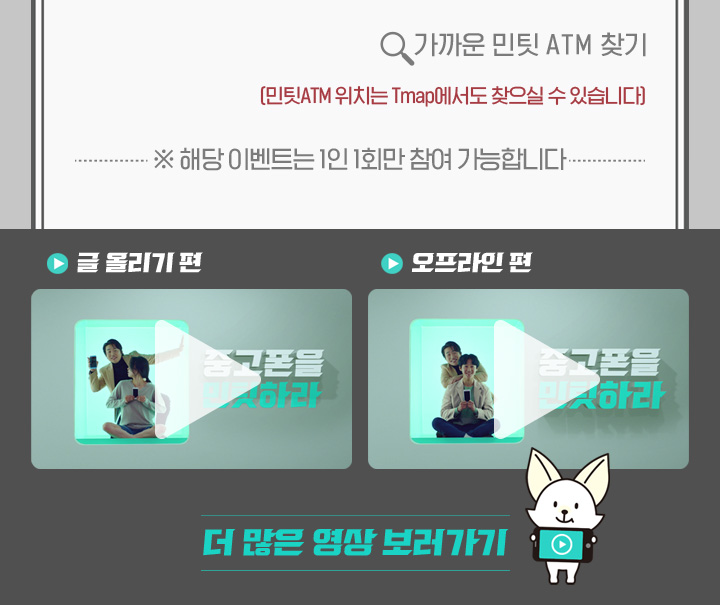 가까운 민팃 ATM 찾기
(민팃ATM 위치는 Tmap에서도 찾으실 수 있습니다)
※ 해당 이벤트는 1인 1회만 참여 가능합니다
글 올리기 편
오프라인 편
중고폰을
민팃하라
중고폰을
민팃하라
더 많은 영상 보러가기